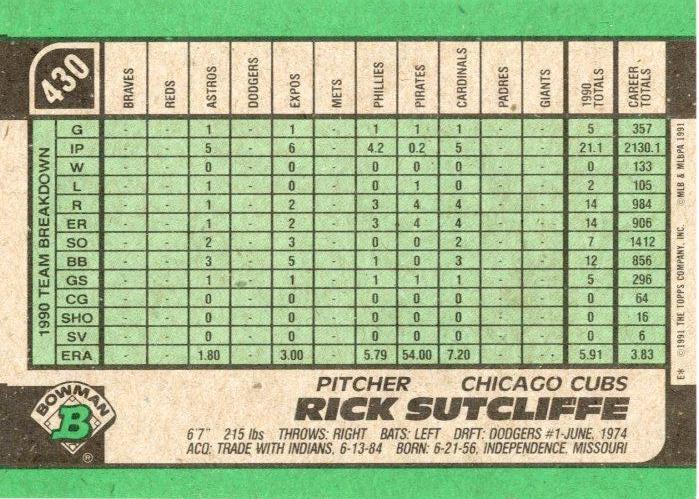 430
BRAVES REDS ASTROS DODGERS EXPOS METS PHILLIES PIRATES CARDINALS PADRES GIANTS 1990 TOTALS CAREER TOTALS
1990 TEAM BREAKDOWN
G - - 1 - 1 - 1 1 1 - - 5 357
IP - - 5 - 6 - 4.2 0.2 5 - - 21.1 2130.1
W - - 0 - 0 - 0 0 0 - - 0 133
L - - 1 - 0 - 0 1 0 - - 2 105
R - - 1 - 2 - 3 4 4 - - 14 984
ER - - 1 - 2 - 3 4 4 - - 14 906
SO - - 2 - 3 - 0 0 2 - - 7 1412
BB - - 3 - 5 - 1 0 3 - - 12 856
GS - - 1 - 1 - 1 1 1 - - 5 296
CG - - 0 - 0 - 0 0 0 - - 0 64
SHO - - 0 - 0 - 0 0 0 - - 0 16
SV - - 0 - 0 - 0 0 0 - - 0 6
ERA - - 1.80 - 3.00 - 5.79 54.00 7.20 - - 5.91 3.83
E* ©1991 THE TOPPS COMPANY, INC. ©MLB & MLBPA 1991
BOWMAN
B
®
PITCHER CHICAGO CUBS
RICK SUTCLIFFE
6'7" 215 lbs THROWS: RIGHT BATS: LEFT DRFT: DODGERS #1-JUNE, 1974
ACQ: TRADE WITH INDIANS, 6-13-84 BORN: 6-21-56, INDEPENDENCE, MISSOURI